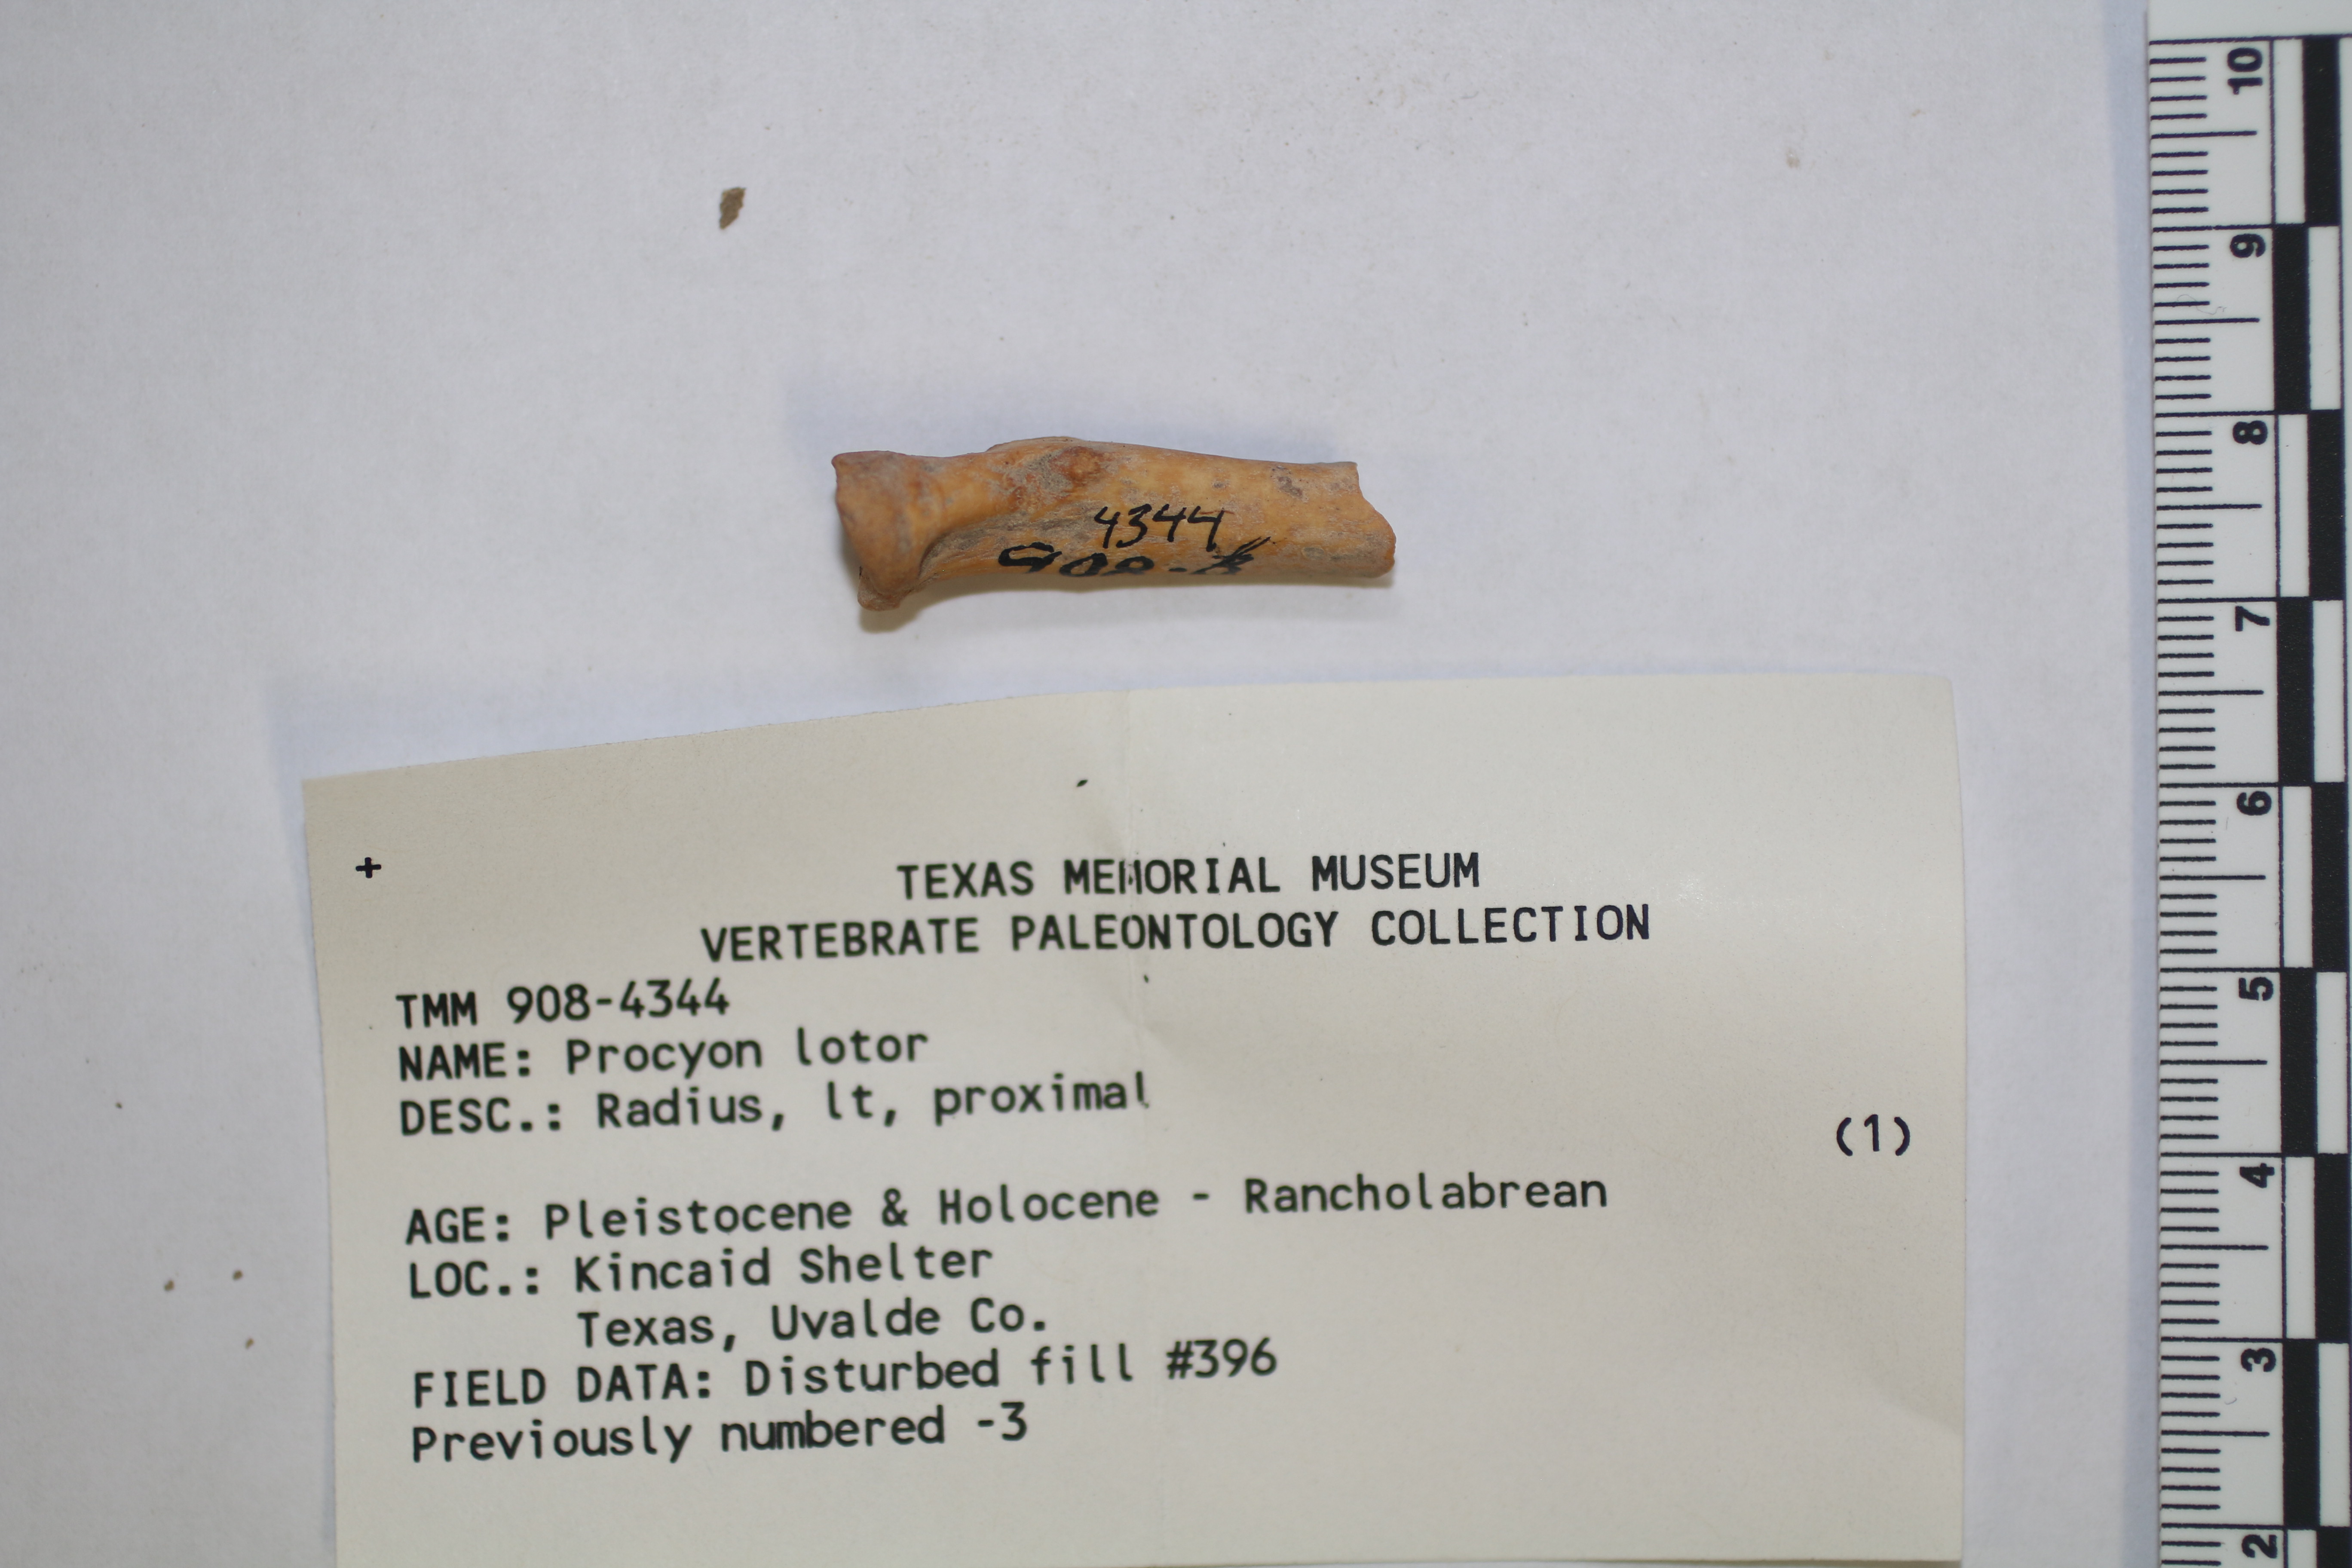 4344
908-
+
TEXAS MEMORIAL MUSEUM
VERTEBRATE PALEONTOLOGY COLLECTION
TMM 908-4344
NAME: Procyon lotor
DESC.: Radius, lt, proximal
(1)
AGE: Pleistocene & Holocene - Rancholabrean
LOC.: Kincaid Shelter
Texas, Uvalde Co.
FIELD DATA: Disturbed fill #396
Previously numbered -3
10
9
8
7
6
5
4
3
2